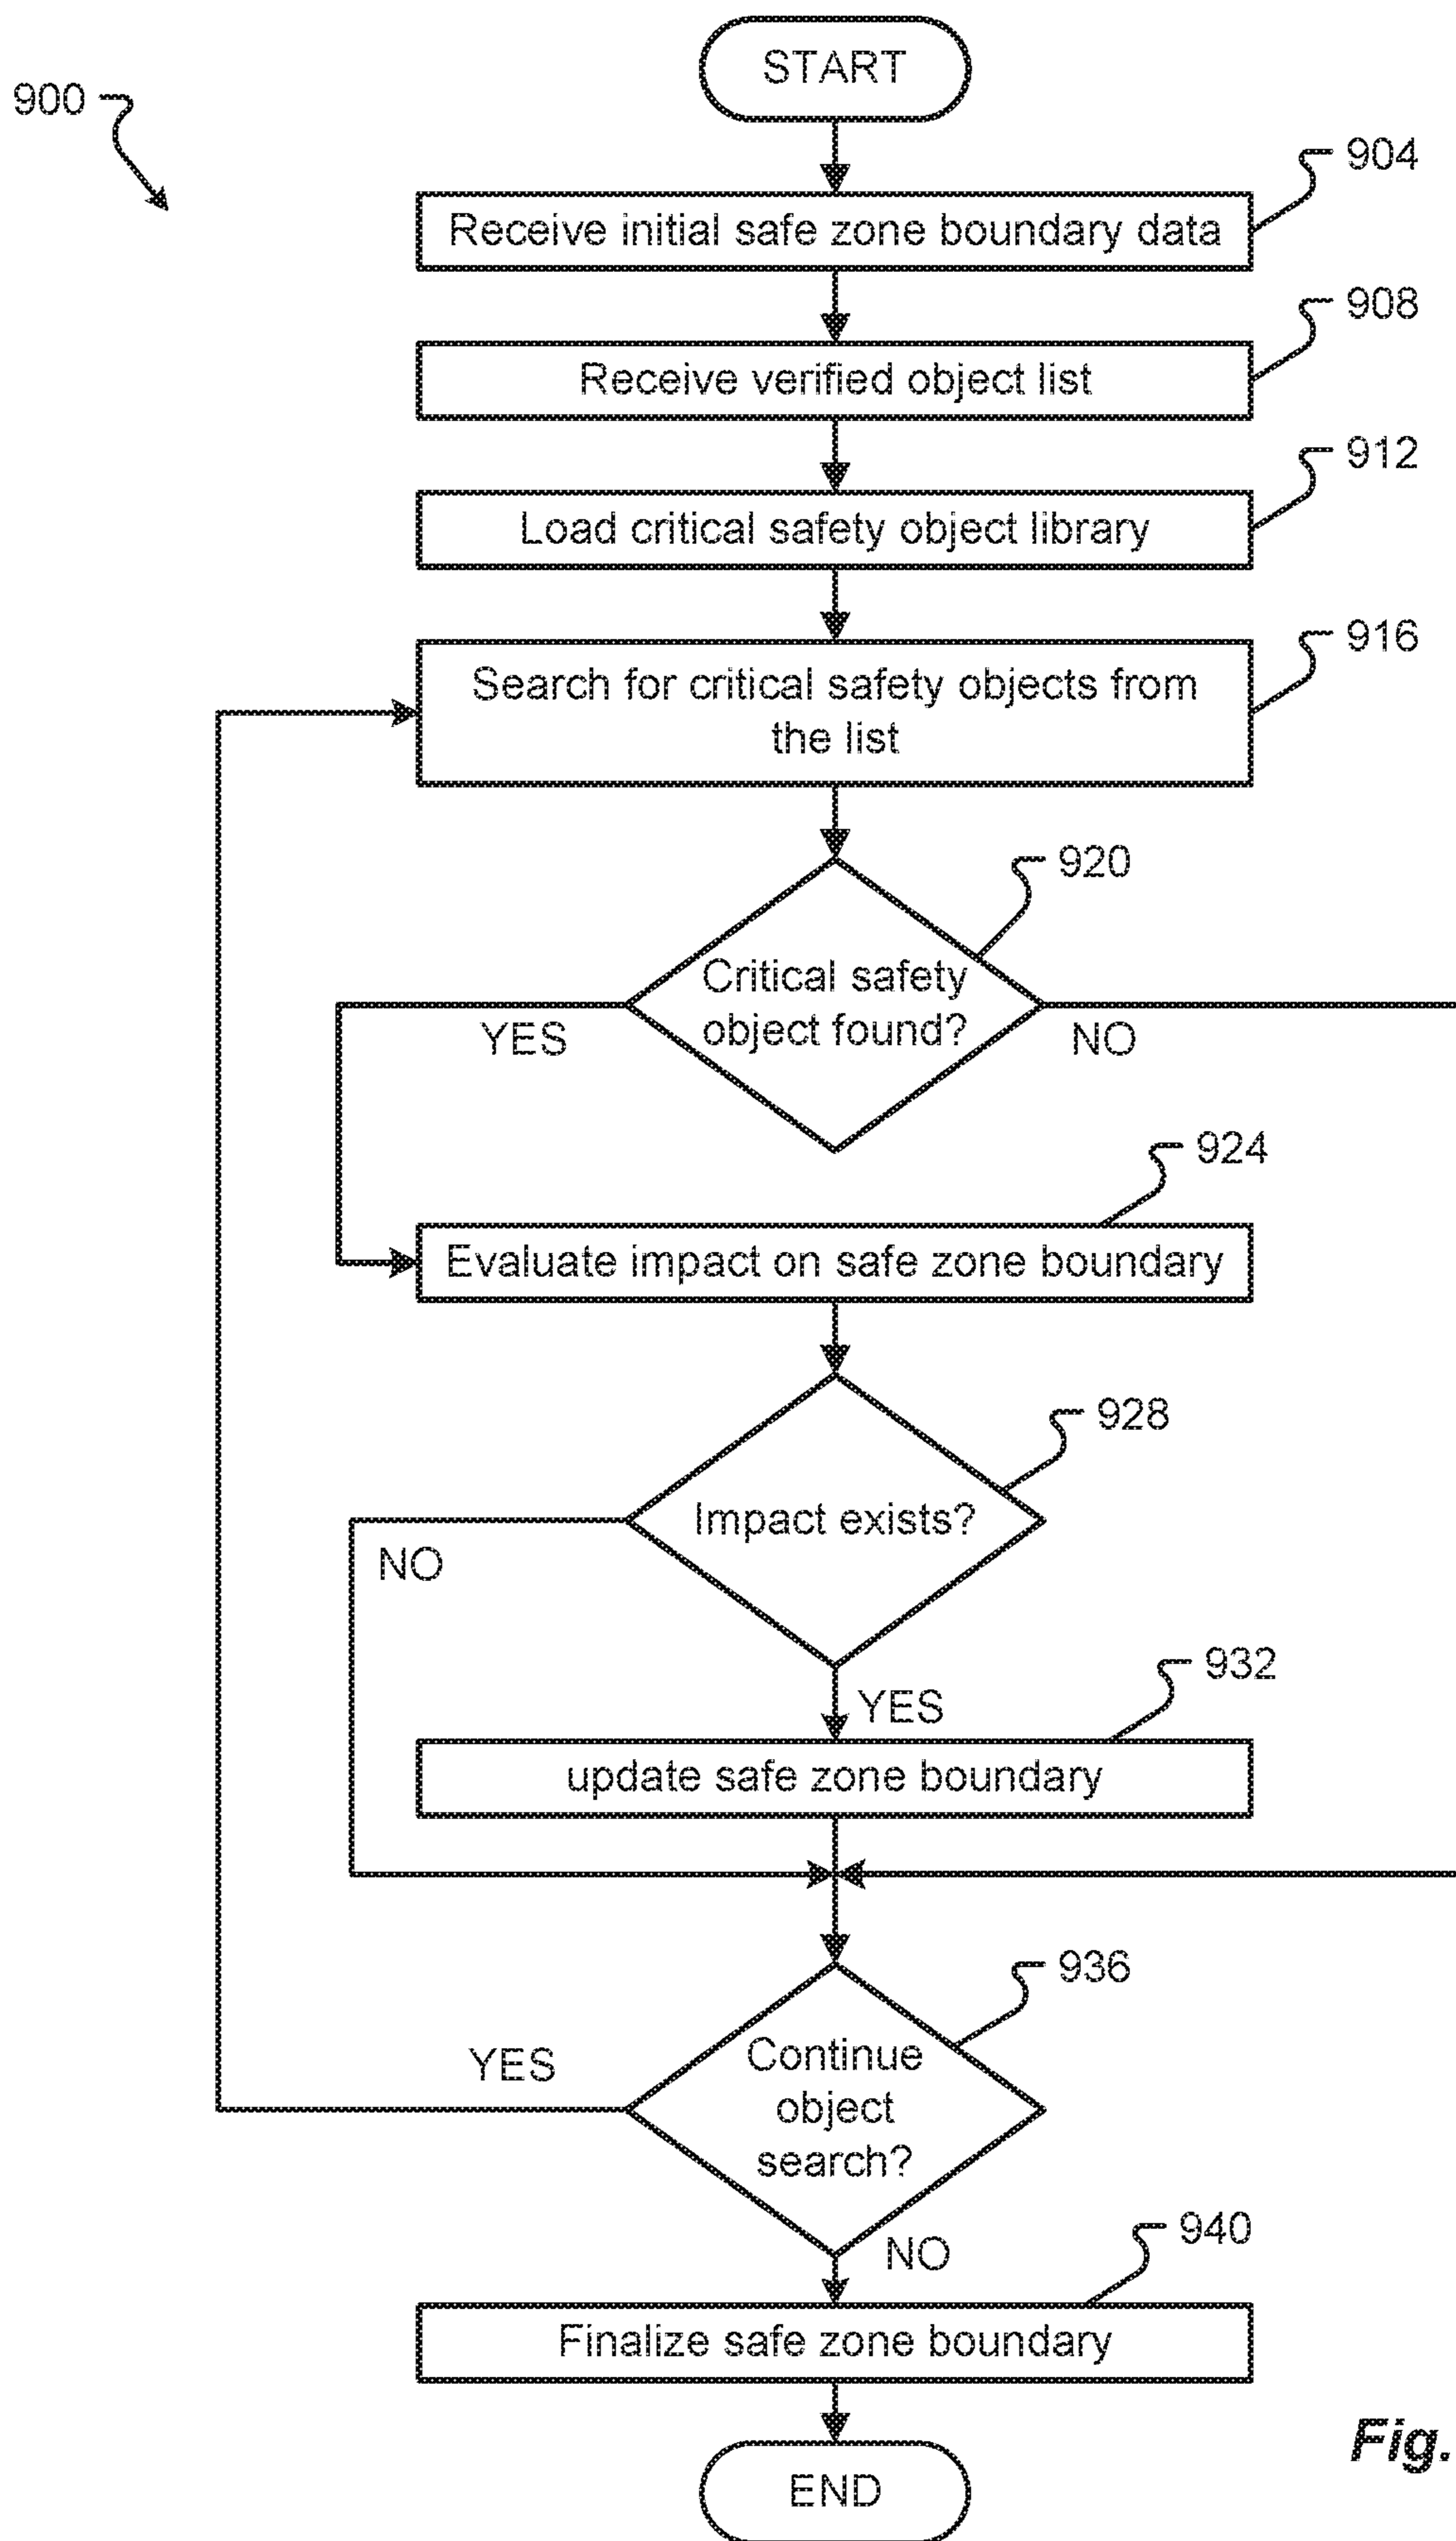 START
900
904
Receive initial safe zone boundary data
908
Receive verified object list
912
Load critical safety object library
916
Search for critical safety objects from
the list
920
Critical safety
object found?
YES
NO
924
Evaluate impact on safe zone boundary
928
Impact exists?
NO
932
YES
update safe zone boundary
936
Continue
object
search?
YES
NO
940
Finalize safe zone boundary
Fig.
END